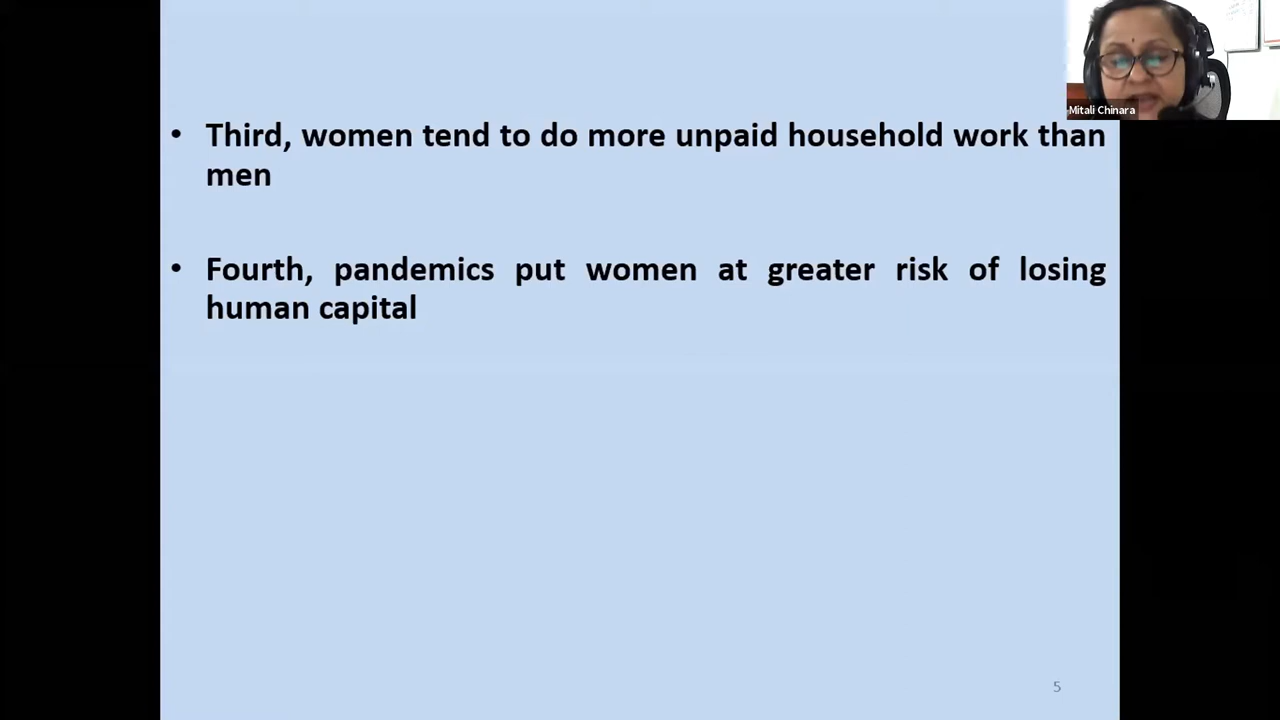 Mitali Chinara
• Third, women tend to do more unpaid household work than
men
• Fourth, pandemics put women at greater risk of losing
human capital
5